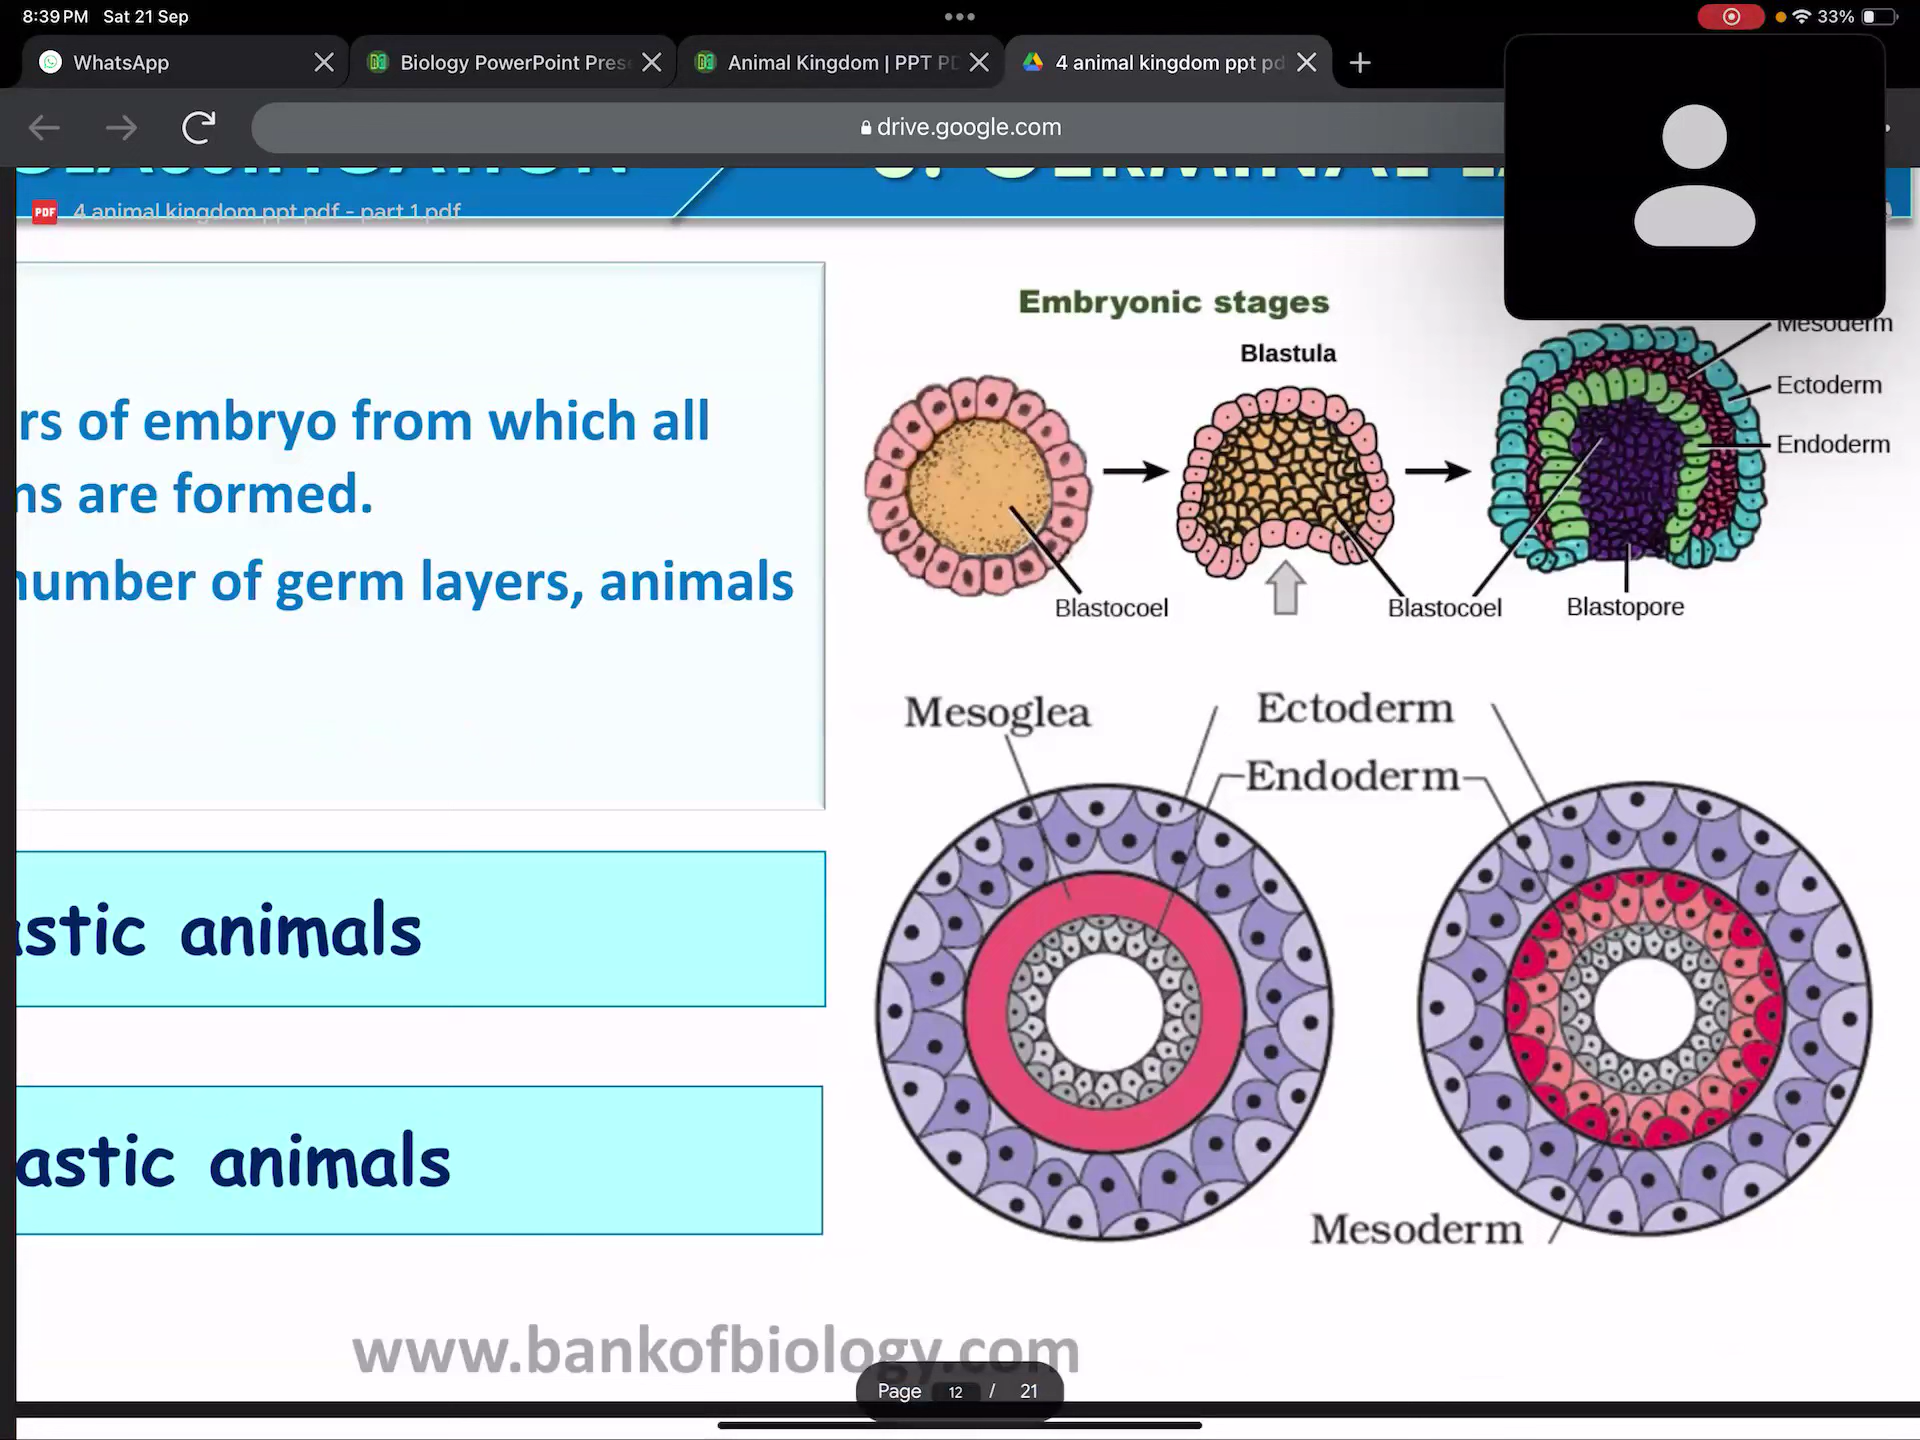 8:39 PM Sat 21 Sep
33%
WhatsApp
Biology PowerPoint Pres
Animal Kingdom | PPT PD
4 animal kingdom ppt pd
drive.google.com
PDF 4 animal kingdom ppt pdf - part 1.pdf
Embryonic stages
Blastula
Mesoderm
Ectoderm
Endoderm
Blastocoel
Blastocoel
Blastopore
rs of embryo from which all
ns are formed.
number of germ layers, animals
Mesoglea
Ectoderm
Endoderm
astic animals
astic animals
Mesoderm
www.bankofbiology.com
Page 12 / 21